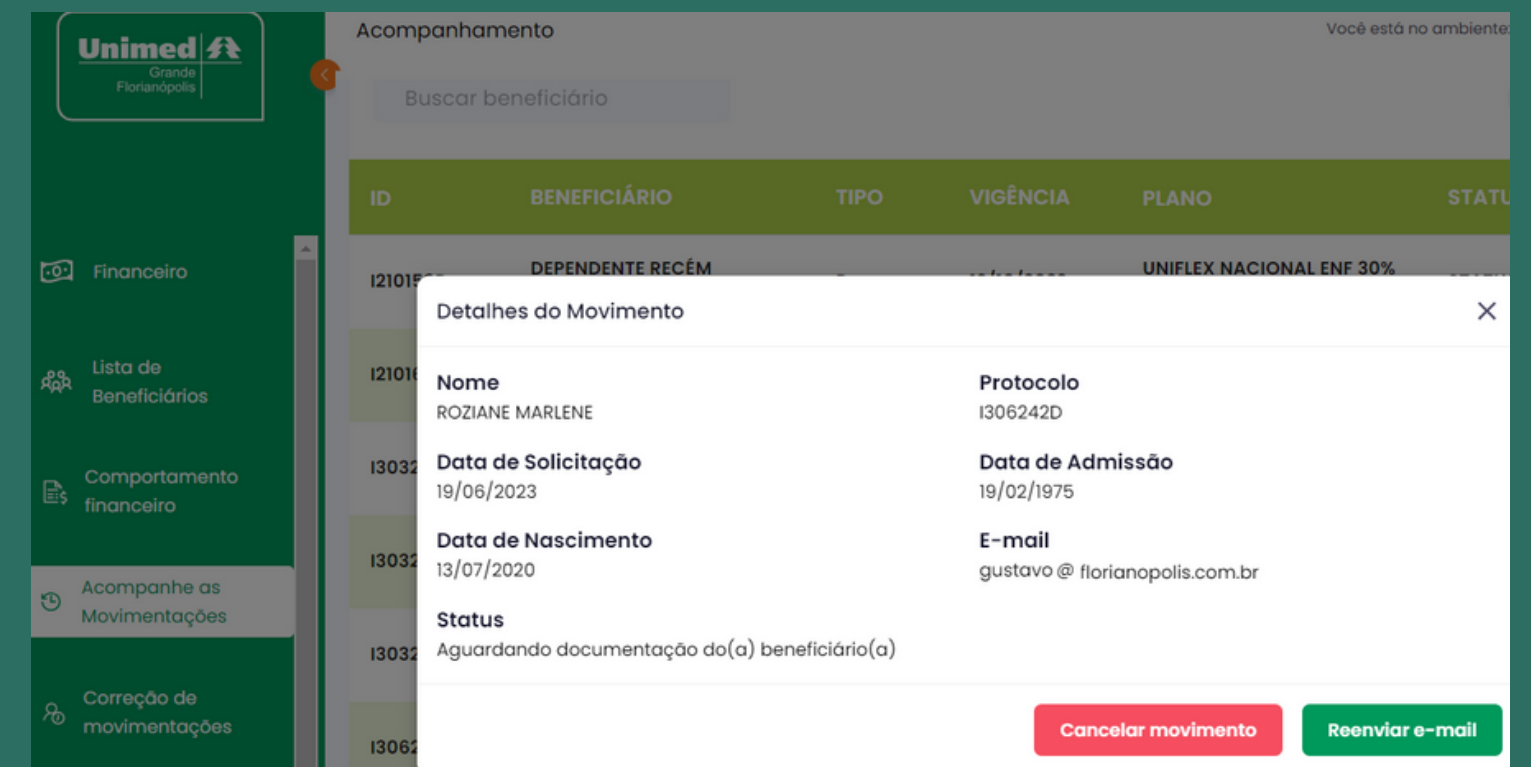 Unimed
Grande
Florianópolis
Acompanhamento
Você está no ambiente:
Buscar beneficiário
ID BENEFICIÁRIO TIPO VIGÊNCIA PLANO STATU
Financeiro
DEPENDENTE RECÉM
UNIFLEX NACIONAL ENF 30%
Detalhes do Movimento
Lista de
Beneficiários
Nome
ROZIANE MARLENE
Protocolo
I306242D
Comportamento
financeiro
Data de Solicitação
19/06/2023
Data de Admissão
19/02/1975
Data de Nascimento
13/07/2020
E-mail
gustavo @ florianopolis.com.br
Acompanhe as
Movimentações
Status
Aguardando documentação do(a) beneficiário(a)
Correção de
movimentações
Cancelar movimento
Reenviar e-mail